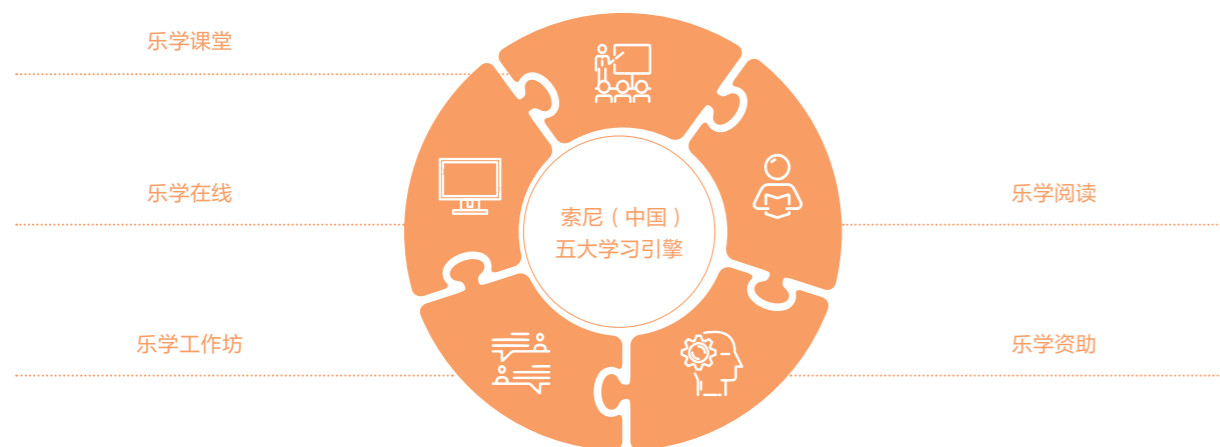 乐学课堂
乐学在线
乐学阅读
索尼（中国）
五大学习引擎
乐学工作坊
乐学资助